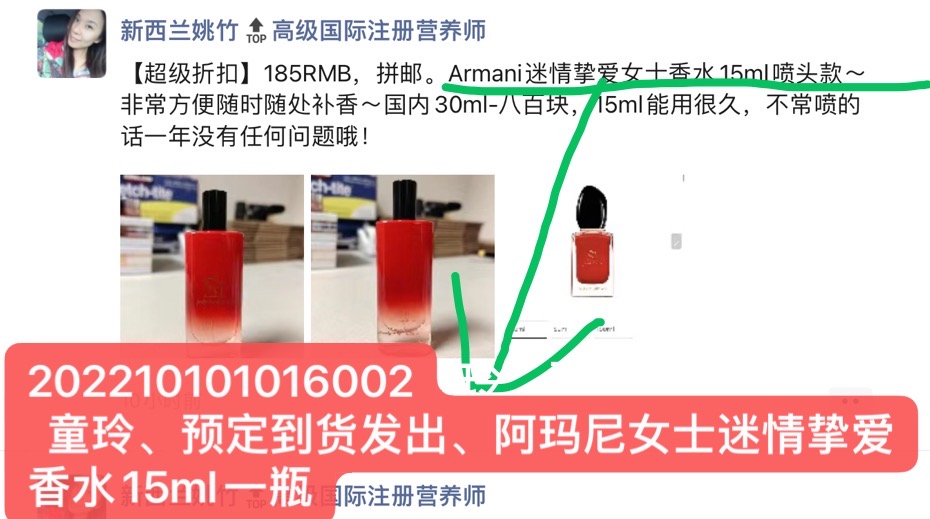 新西兰姚竹 TOP 高级国际注册营养师
【超级折扣】185RMB，拼邮。Armani迷情挚爱女士香水15ml喷头款～
非常方便随时随处补香～国内30ml-八百块，15ml能用很久，不常喷的
话一年没有任何问题哦！
202210101016002
童玲、预定到货发出、阿玛尼女士迷情挚爱
香水15ml一瓶
新西兰姚竹 TOP 高级国际注册营养师